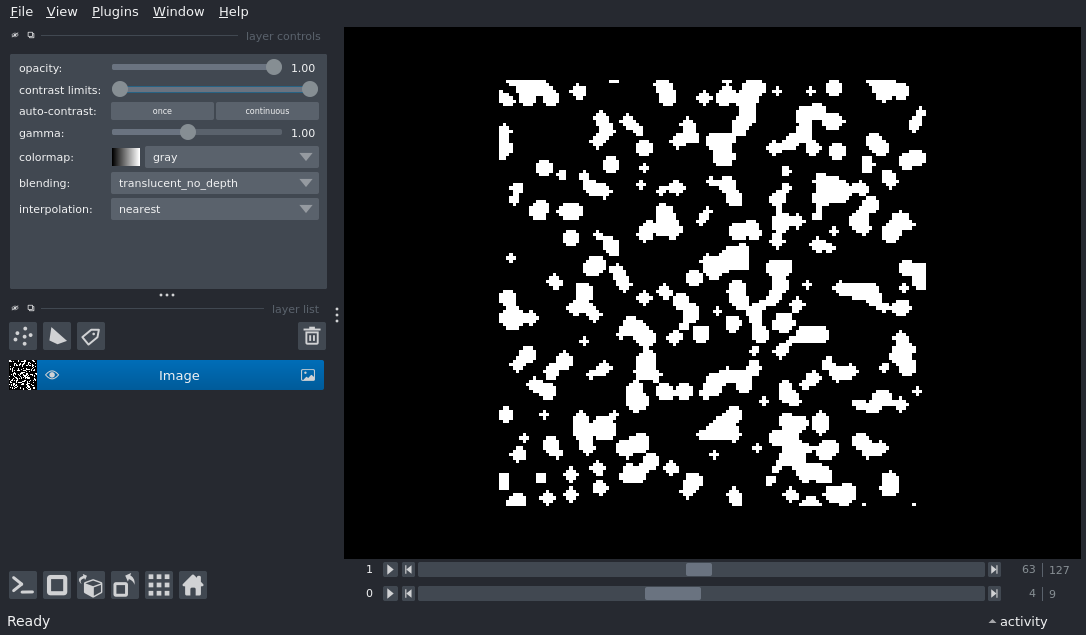 File View Plugins Window Help
layer controls
opacity: 1.00
contrast limits:
auto-contrast: once continuous
gamma: 1.00
colormap: gray
blending: translucent_no_depth
interpolation: nearest
layer list
Image
1 63 127
0 4 9
Ready activity